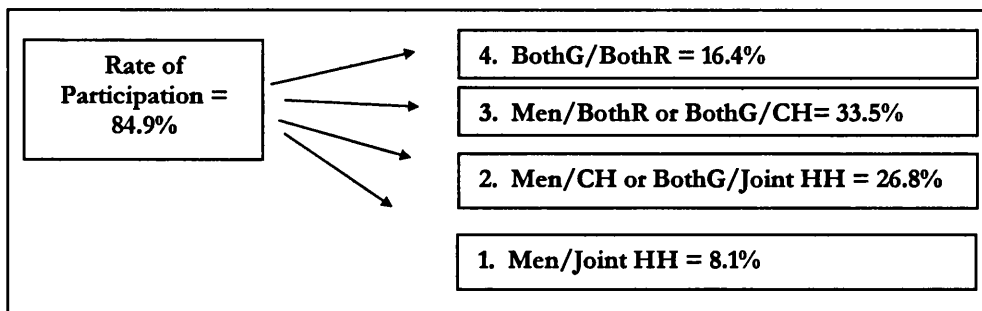 Rate of
Participation =
84.9%
4. BothG/BothR = 16.4%
3. Men/BothR or BothG/CH= 33.5%
2. Men/CH or BothG/Joint HH = 26.8%
1. Men/Joint HH = 8.1%